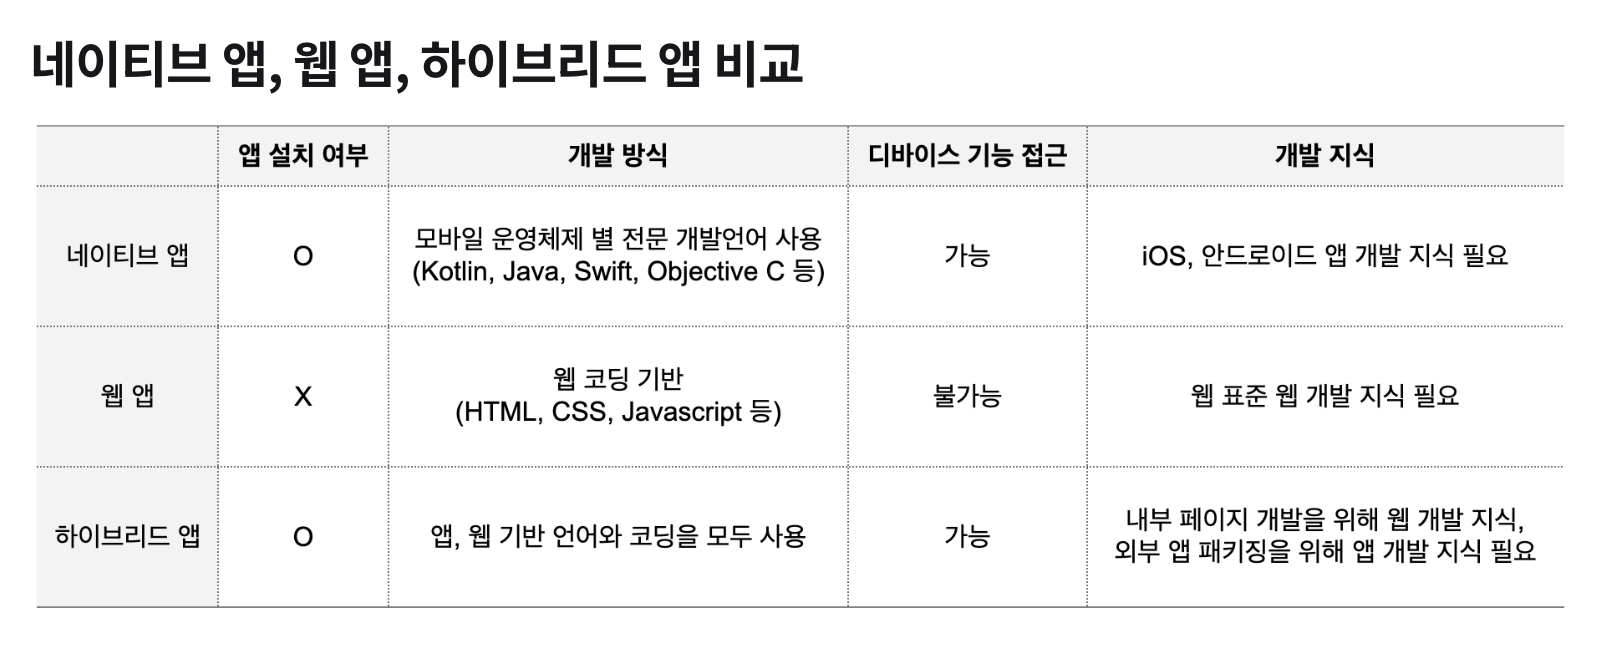 네이티브 앱, 웹 앱, 하이브리드 앱 비교
앱 설치 여부 개발 방식 디바이스 기능 접근 개발 지식
네이티브 앱 O 모바일 운영체제 별 전문 개발언어 사용
(Kotlin, Java, Swift, Objective C 등) 가능 iOS, 안드로이드 앱 개발 지식 필요
웹 앱 X 웹 코딩 기반
(HTML, CSS, Javascript 등) 불가능 웹 표준 웹 개발 지식 필요
하이브리드 앱 O 앱, 웹 기반 언어와 코딩을 모두 사용 가능 내부 페이지 개발을 위해 웹 개발 지식,
외부 앱 패키징을 위해 앱 개발 지식 필요